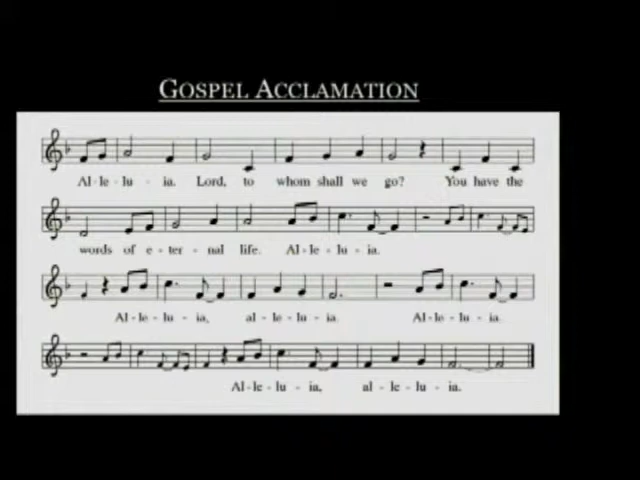 GOSPEL ACCLAMATION
Al - le - lu - ia. Lord, to whom shall we go? You have the
words of e - ter - nal life. Al - le - lu - ia.
Al - le - lu - ia, al - le - lu - ia. Al - le - lu - ia.
Al - le - lu - ia, al - le - lu - ia.